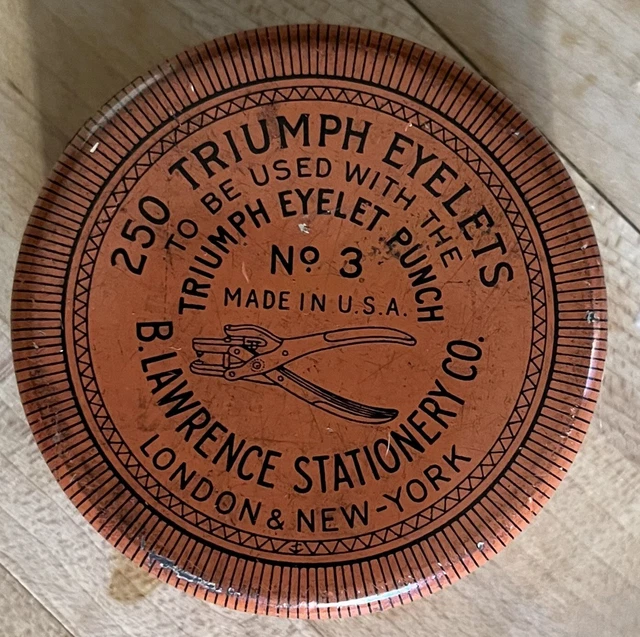 250 TRIUMPH EYELETS
TO BE USED WITH THE
TRIUMPH EYELET PUNCH
Nº 3
MADE IN U.S.A.
B. LAWRENCE STATIONERY CO.
LONDON & NEW-YORK